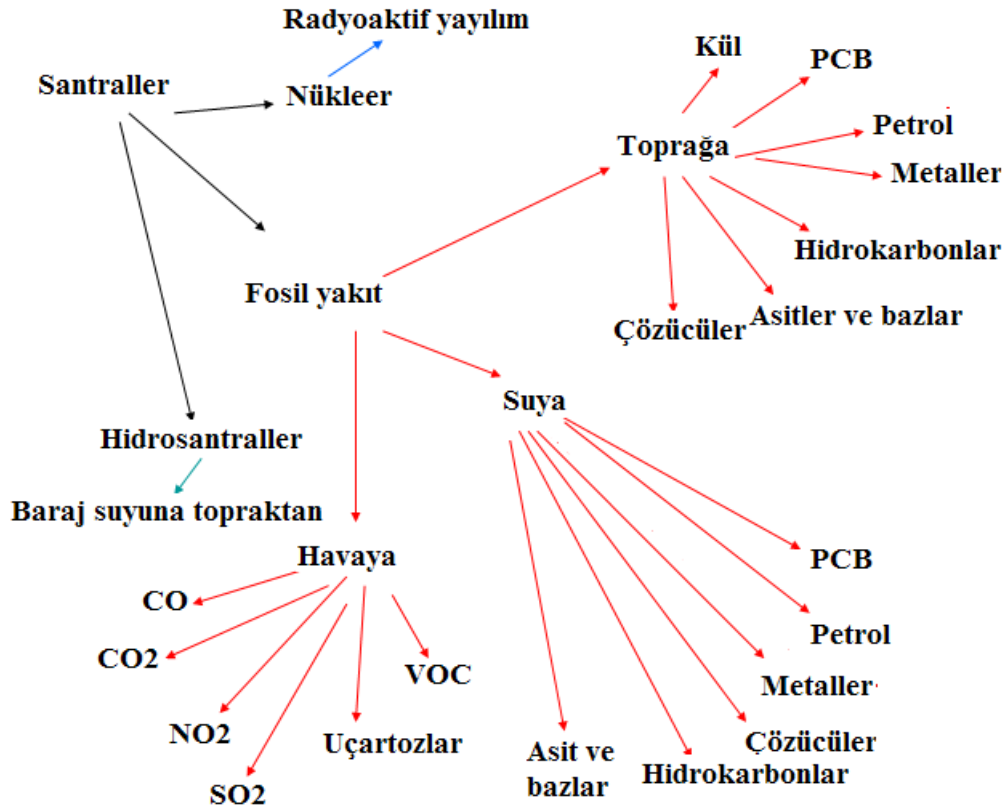 Radyoaktif yayılım
Santraller
Nükleer
Kül
PCB
Petrol
Toprağa
Metaller
Hidrokarbonlar
Asitler ve bazlar
Çözücüler
Fosil yakıt
Suya
Hidrosantraller
Baraj suyuna topraktan
Havaya
CO
CO2
NO2
SO2
Uçartozlar
VOC
PCB
Petrol
Metaller
Çözücüler
Hidrokarbonlar
Asit ve
bazlar